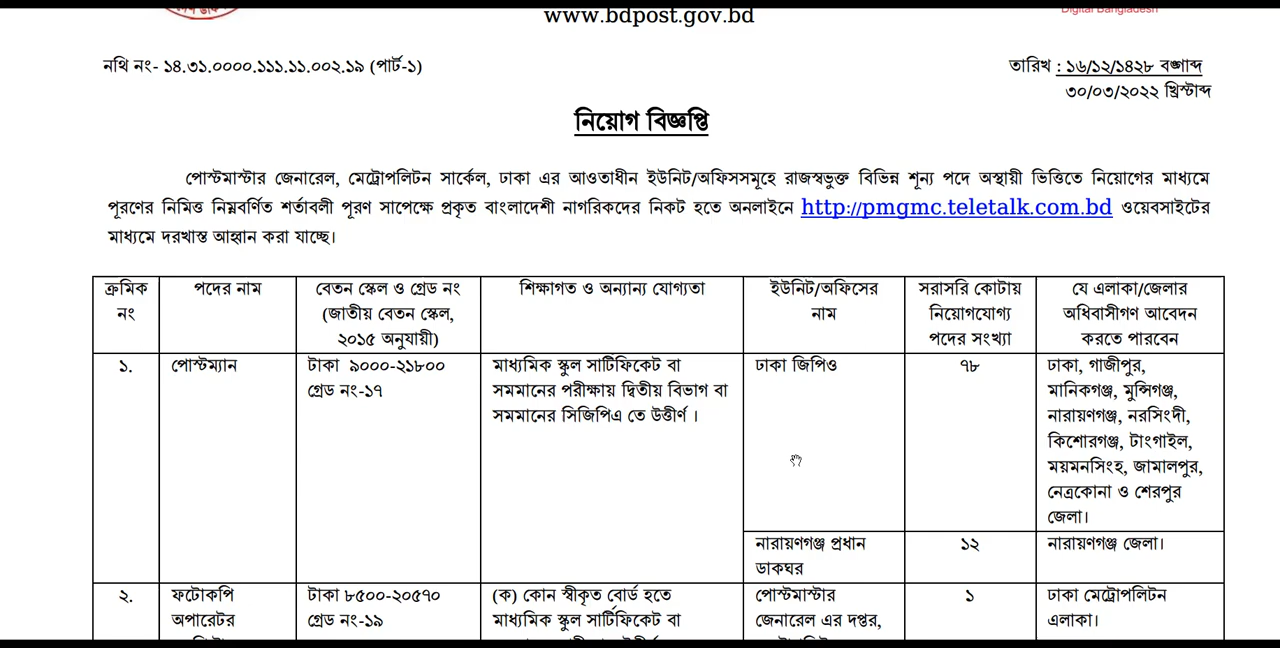 www.bdpost.gov.bd
Digital Bangladesh
নথি নং- ১৪.৩১.০০০০.১১১.১১.০০২.১৯ (পার্ট-১)
তারিখ : ১৬/১২/১৪২৮ বঙ্গাব্দ
৩০/০৩/২০২২ খ্রিস্টাব্দ
নিয়োগ বিজ্ঞপ্তি
পোস্টমাস্টার জেনারেল, মেট্রোপলিটন সার্কেল, ঢাকা এর আওতাধীন ইউনিট/অফিসসমূহে রাজস্বভুক্ত বিভিন্ন শূন্য পদে অস্থায়ী ভিত্তিতে নিয়োগের মাধ্যমে
পূরণের নিমিত্ত নিম্নবর্ণিত শর্তাবলী পূরণ সাপেক্ষে প্রকৃত বাংলাদেশী নাগরিকদের নিকট হতে অনলাইনে http://pmgmc.teletalk.com.bd ওয়েবসাইটের
মাধ্যমে দরখাস্ত আহ্বান করা যাচ্ছে।
ক্রমিক
নং
পদের নাম
বেতন স্কেল ও গ্রেড নং
(জাতীয় বেতন স্কেল,
২০১৫ অনুযায়ী)
শিক্ষাগত ও অন্যান্য যোগ্যতা
ইউনিট/অফিসের
নাম
সরাসরি কোটায়
নিয়োগযোগ্য
পদের সংখ্যা
যে এলাকা/জেলার
অধিবাসীগণ আবেদন
করতে পারবেন
১.
পোস্টম্যান
টাকা ৯০০০-২১৮০০
গ্রেড নং-১৭
মাধ্যমিক স্কুল সার্টিফিকেট বা
সমমানের পরীক্ষায় দ্বিতীয় বিভাগ বা
সমমানের সিজিপিএ তে উত্তীর্ণ ।
ঢাকা জিপিও
৭৮
ঢাকা, গাজীপুর,
মানিকগঞ্জ, মুন্সিগঞ্জ,
নারায়ণগঞ্জ, নরসিংদী,
কিশোরগঞ্জ, টাংগাইল,
ময়মনসিংহ, জামালপুর,
নেত্রকোনা ও শেরপুর
জেলা।
নারায়ণগঞ্জ প্রধান
ডাকঘর
১২
নারায়ণগঞ্জ জেলা।
২.
ফটোকপি
অপারেটর
টাকা ৮৫০০-২০৫৭০
গ্রেড নং-১৯
(ক) কোন স্বীকৃত বোর্ড হতে
মাধ্যমিক স্কুল সার্টিফিকেট বা
পোস্টমাস্টার
জেনারেল এর দপ্তর,
১
ঢাকা মেট্রোপলিটন
এলাকা।